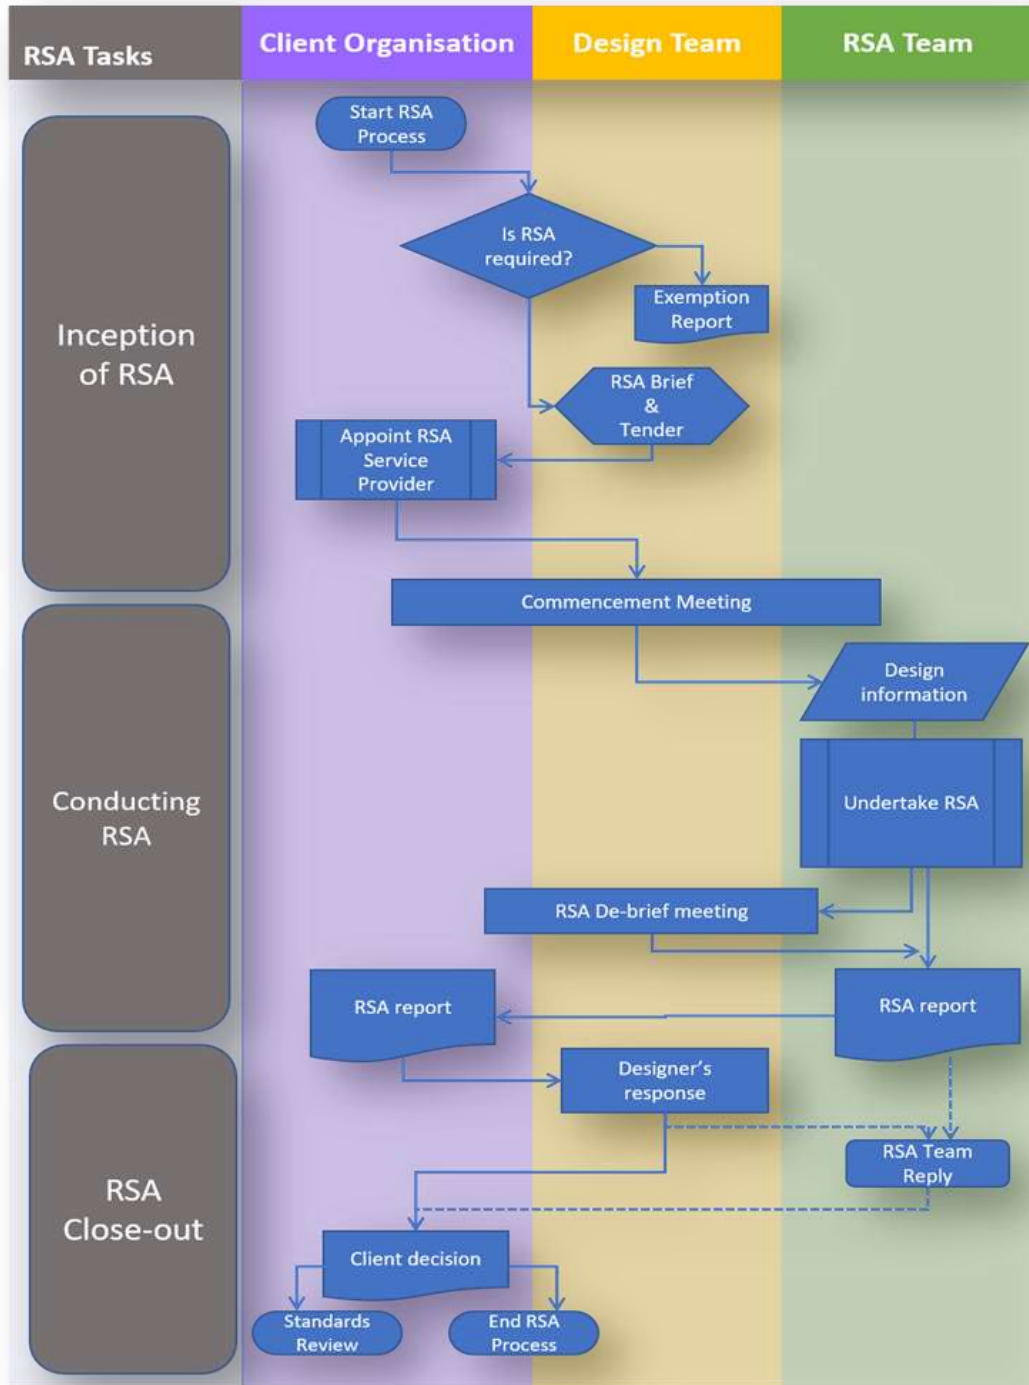 RSA Tasks
Client Organisation
Design Team
RSA Team
Inception
of RSA
Start RSA
Process
Is RSA
required?
Exemption
Report
RSA Brief
&
Tender
Appoint RSA
Service
Provider
Commencement Meeting
Conducting
RSA
Design
information
Undertake RSA
RSA De-brief meeting
RSA report
RSA report
RSA
Close-out
Designer’s
response
RSA Team
Reply
Client decision
Standards
Review
End RSA
Process